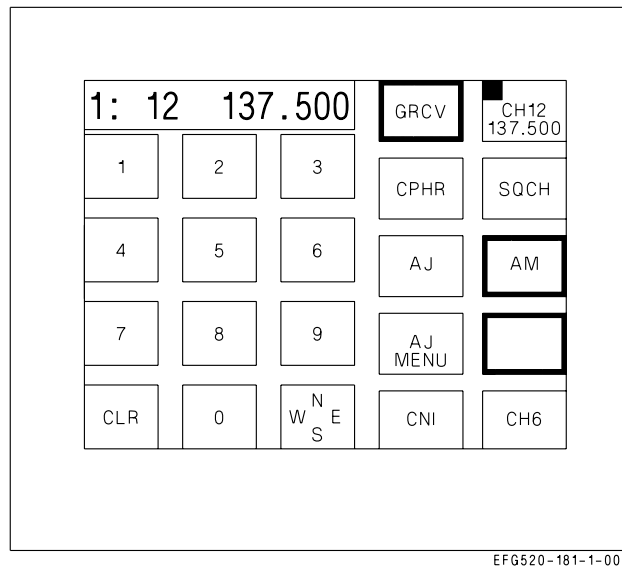 1: 12 137.500
GRCV
CH12
137.500
1
2
3
CPHR
SQCH
4
5
6
AJ
AM
7
8
9
AJ
MENU
CLR
0
N
W E
S
CNI
CH6
EFG520-181-1-00